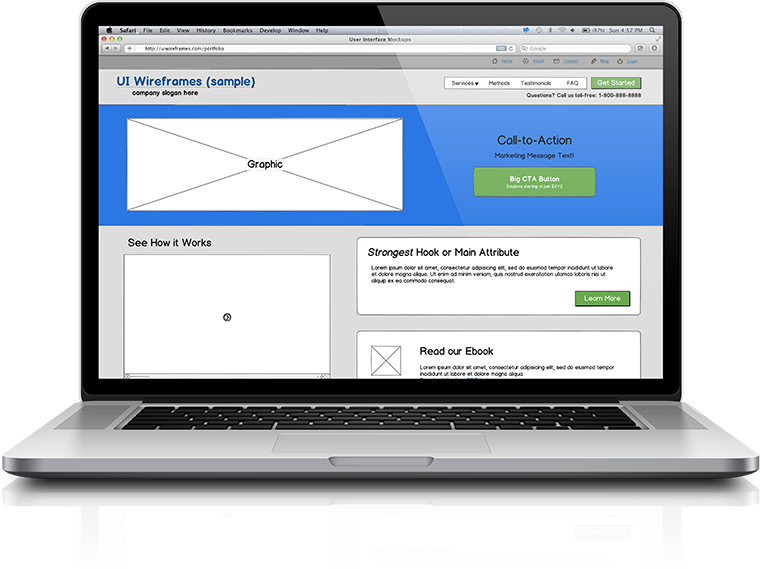 Safari File Edit View History Bookmarks Develop Window Help (87%) Sun 4:57 PM
User Interface Mockups
http://uiwireframes.com/portfolio Google
Home About Contact Blog Login
UI Wireframes (sample)
company slogan here
Services Methods Testimonials FAQ Get Started
Questions? Call us toll-free: 1-800-888-8888
Graphic
Call-to-Action
Marketing Message Text!
Big CTA Button
Solutions starting at just $XYZ
See How it Works
Strongest Hook or Main Attribute
Lorem ipsum dolor sit amet, consectetur adipisicing elit, sed do eiusmod tempor incididunt ut labore
et dolore magna aliqua. Ut enim ad minim veniam, quis nostrud exercitation ullamco laboris nisi ut
aliquip ex ea commodo consequat.
Learn More
Read our Ebook
Lorem ipsum dolor sit amet, consectetur adipisicing elit, sed do eiusmod tempor
incididunt ut labore et dolore magna aliqua.